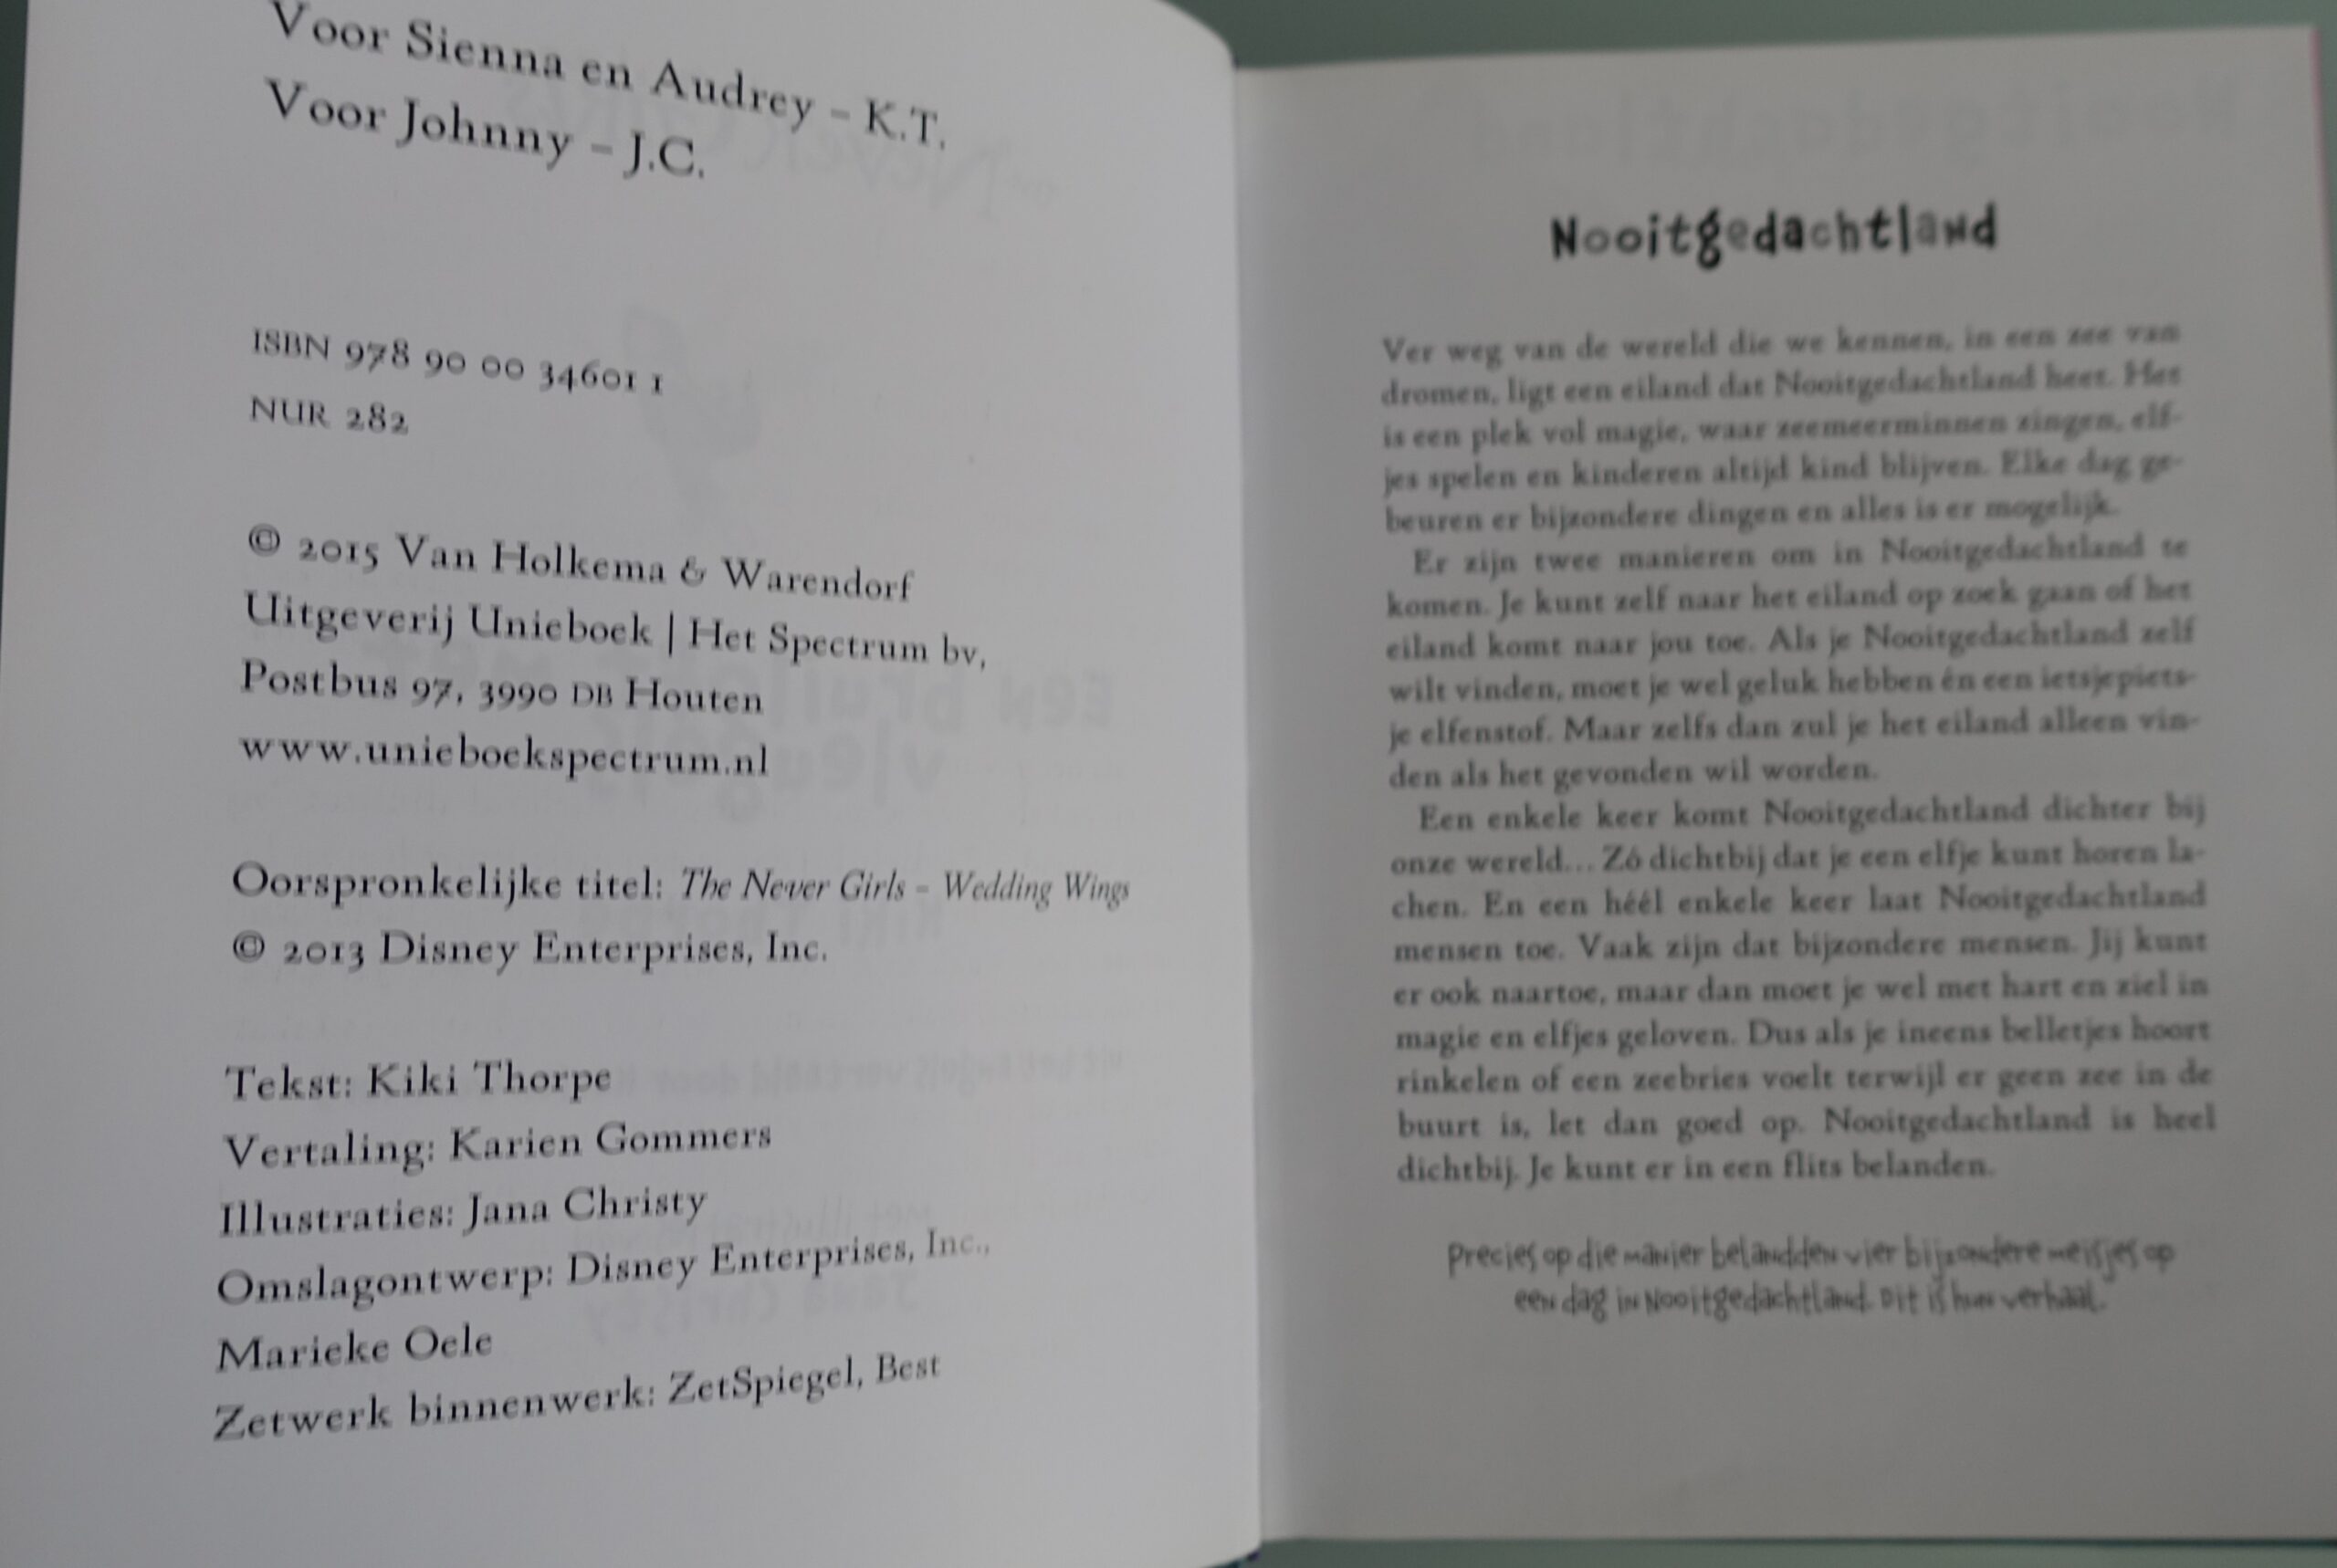 Voor Sienna en Audrey – K.T.
Voor Johnny – J.C.
ISBN 978 90 00 34601 1
NUR 282
© 2015 Van Holkema & Warendorf
Uitgeverij Unieboek | Het Spectrum bv,
Postbus 97, 3990 DB Houten
www.unieboekspectrum.nl
Oorspronkelijke titel: The Never Girls – Wedding Wings
© 2013 Disney Enterprises, Inc.
Tekst: Kiki Thorpe
Vertaling: Karien Gommers
Illustraties: Jana Christy
Omslagontwerp: Disney Enterprises, Inc.,
Marieke Oele
Zetwerk binnenwerk: ZetSpiegel, Best
Nooitgedachtland
Ver weg van de wereld die we kennen, in een zee van
dromen, ligt een eiland dat Nooitgedachtland heet. Het
is een plek vol magie, waar zeemeerminnen zingen, elf-
jes spelen en kinderen altijd kind blijven. Elke dag ge-
beuren er bijzondere dingen en alles is er mogelijk.
Er zijn twee manieren om in Nooitgedachtland te
komen. Je kunt zelf naar het eiland op zoek gaan of het
eiland komt naar jou toe. Als je Nooitgedachtland zelf
wilt vinden, moet je wel geluk hebben én een ietsjepiets-
je elfenstof. Maar zelfs dan zul je het eiland alleen vin-
den als het gevonden wil worden.
Een enkele keer komt Nooitgedachtland dichter bij
onze wereld... Zó dichtbij dat je een elfje kunt horen la-
chen. En een héél enkele keer laat Nooitgedachtland
mensen toe. Vaak zijn dat bijzondere mensen. Jij kunt
er ook naartoe, maar dan moet je wel met hart en ziel in
magie en elfjes geloven. Dus als je ineens belletjes hoort
rinkelen of een zeebries voelt terwijl er geen zee in de
buurt is, let dan goed op. Nooitgedachtland is heel
dichtbij. Je kunt er in een flits belanden.
Precies op die manier belandden vier bijzondere meisjes op
een dag in Nooitgedachtland. Dit is hun verhaal.